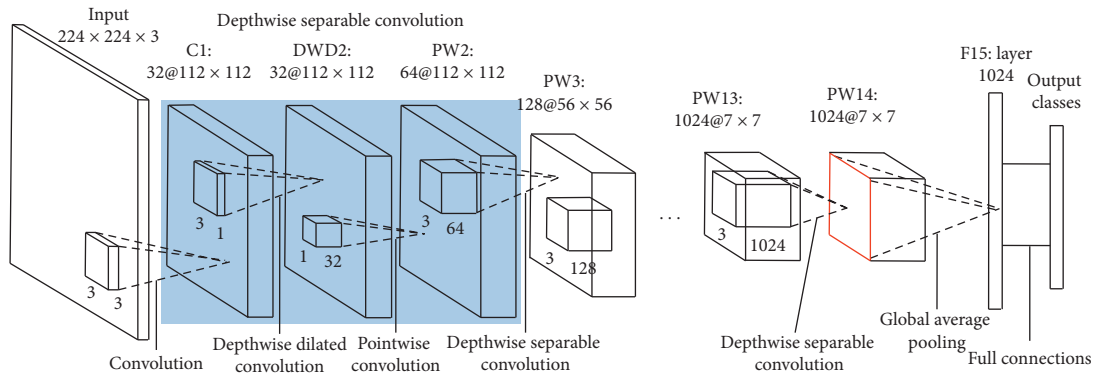 Input
224 × 224 × 3
Depthwise separable convolution
C1:
32@112 × 112
DWD2:
32@112 × 112
PW2:
64@112 × 112
PW3:
128@56 × 56
PW13:
1024@7 × 7
PW14:
1024@7 × 7
F15: layer
1024
Output
classes
3
3
3
1
1
32
3
64
3
128
. . .
3
1024
Convolution
Depthwise dilated
convolution
Pointwise
convolution
Depthwise separable
convolution
Depthwise separable
convolution
Global average
pooling
Full connections